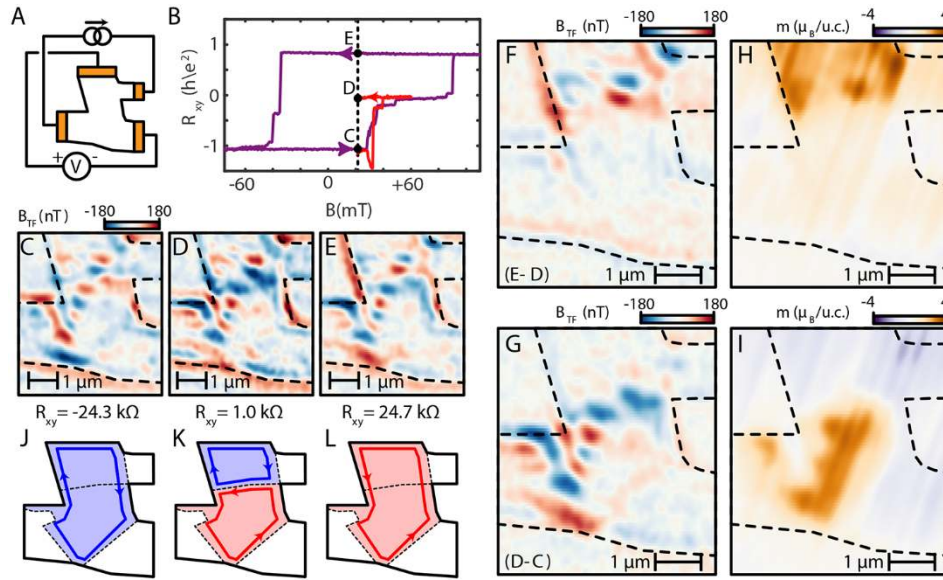 A
V
+
-
B
R_xy (h\e²)
1
0
-1
E
D
C
-60
0
+60
B(mT)
B_TF (nT)
-180 180
C
1 μm
D
1 μm
E
1 μm
R_xy = -24.3 kΩ
R_xy = 1.0 kΩ
R_xy = 24.7 kΩ
J
K
L
B_TF (nT)
-180 180
F
(E- D)
1 μm
m (μ_B/u.c.)
-4
H
1 μm
B_TF (nT)
-180 180
G
(D-C)
1 μm
m (μ_B/u.c.)
-4
I
1 μm